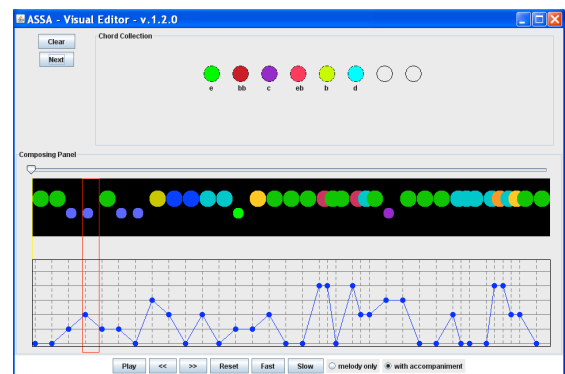 ASSA - Visual Editor - v.1.2.0
Clear
Next
Chord Collection
e bb c eb b d
Composing Panel
Play << >> Reset Fast Slow melody only with accompaniment